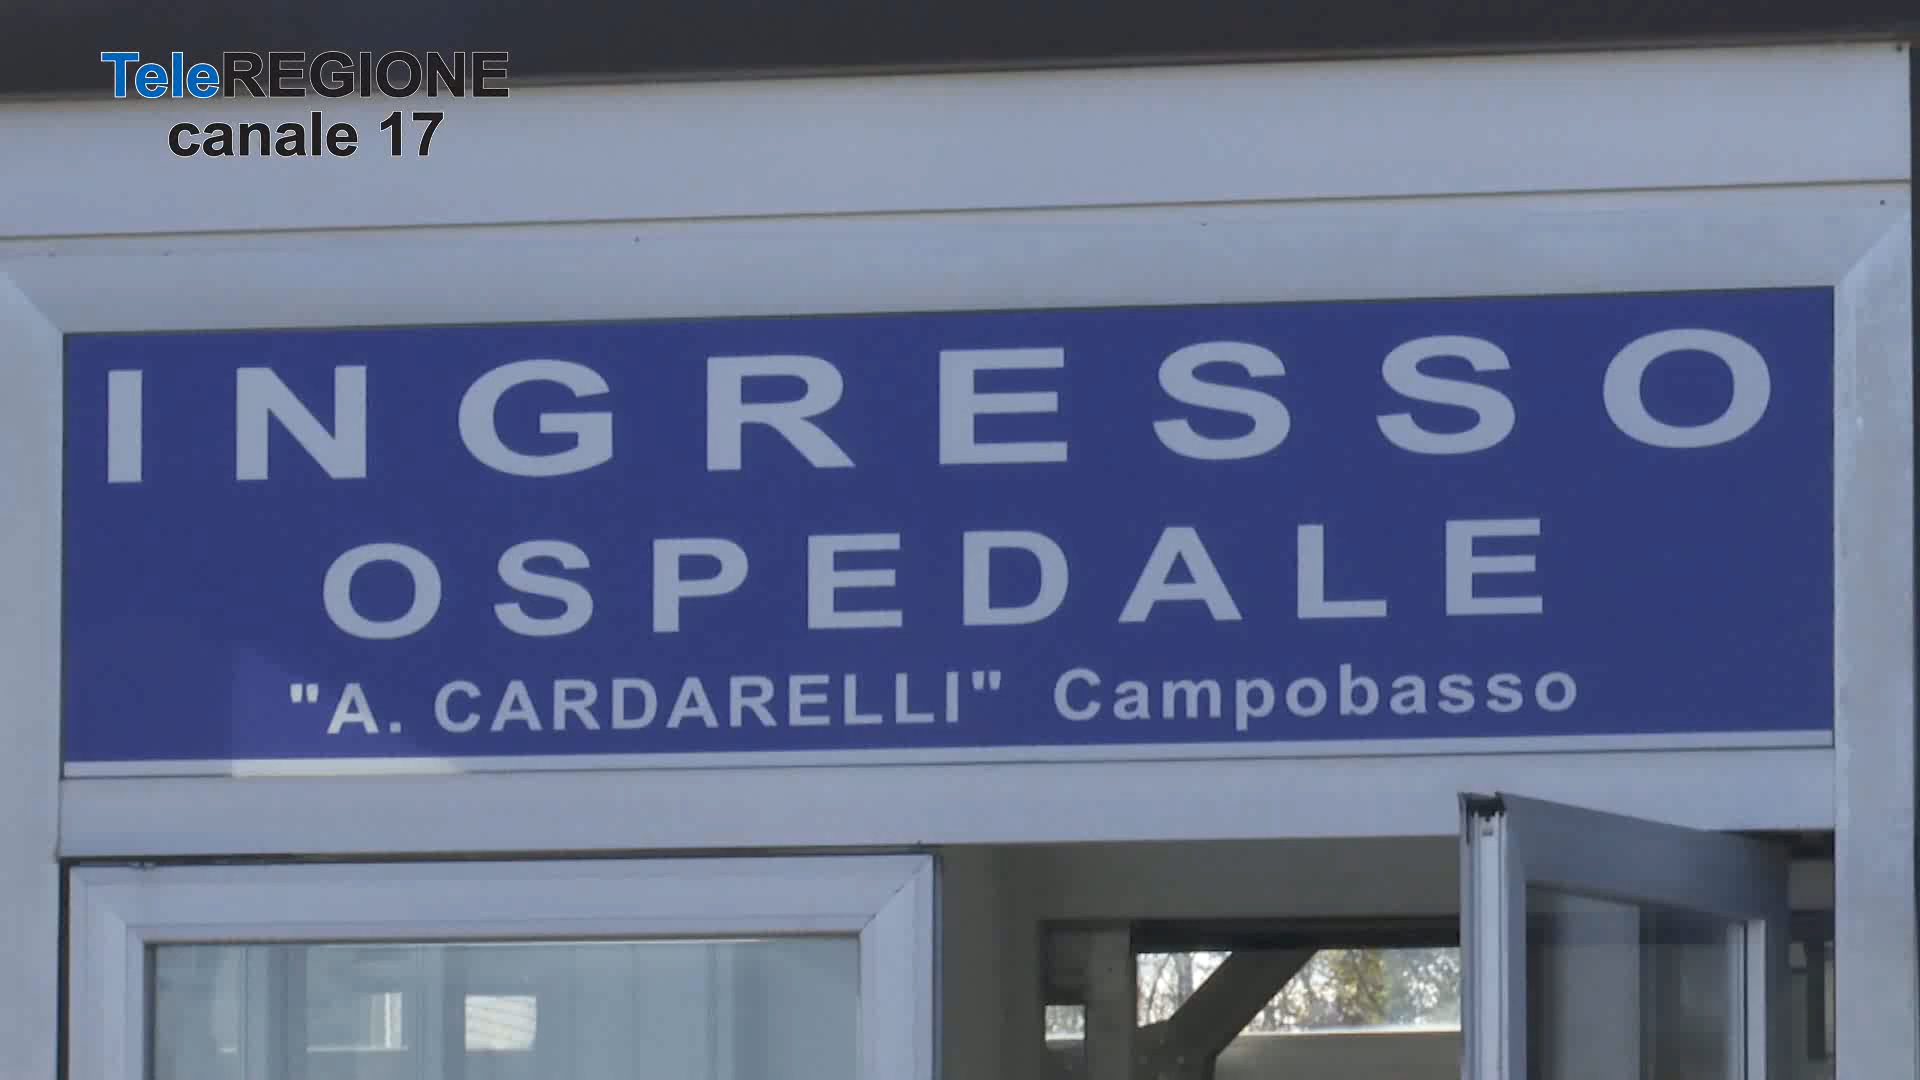 TeleREGIONE
canale 17
INGRESSO
OSPEDALE
"A. CARDARELLI" Campobasso